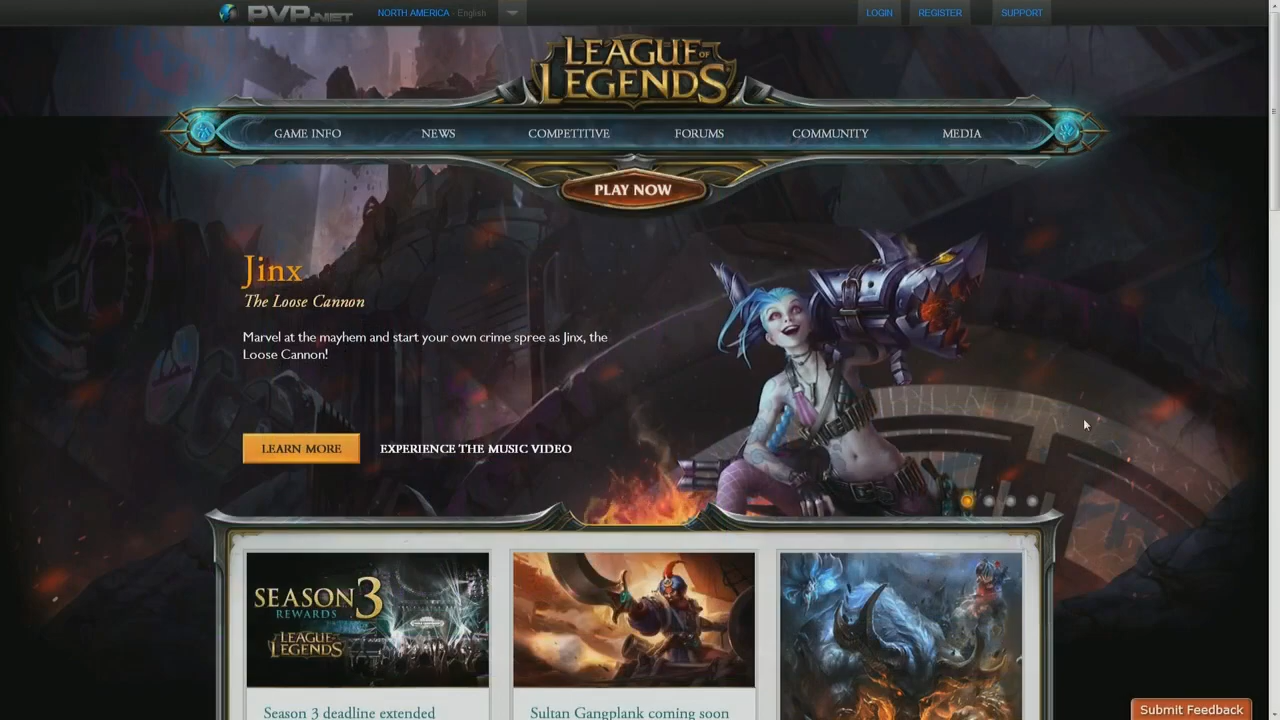 PVP.NET
NORTH AMERICA - English
LOGIN
REGISTER
SUPPORT
LEAGUE OF LEGENDS
GAME INFO
NEWS
COMPETITIVE
FORUMS
COMMUNITY
MEDIA
PLAY NOW
Jinx
The Loose Cannon
Marvel at the mayhem and start your own crime spree as Jinx, the
Loose Cannon!
LEARN MORE
EXPERIENCE THE MUSIC VIDEO
SEASON 3
REWARDS
LEAGUE OF LEGENDS
Season 3 deadline extended
Sultan Gangplank coming soon
Submit Feedback